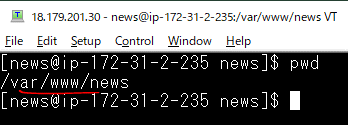 18.179.201.30 - news@ip-172-31-2-235:/var/www/news VT
File Edit Setup Control Window Help
[news@ip-172-31-2-235 news]$ pwd
/var/www/news
[news@ip-172-31-2-235 news]$